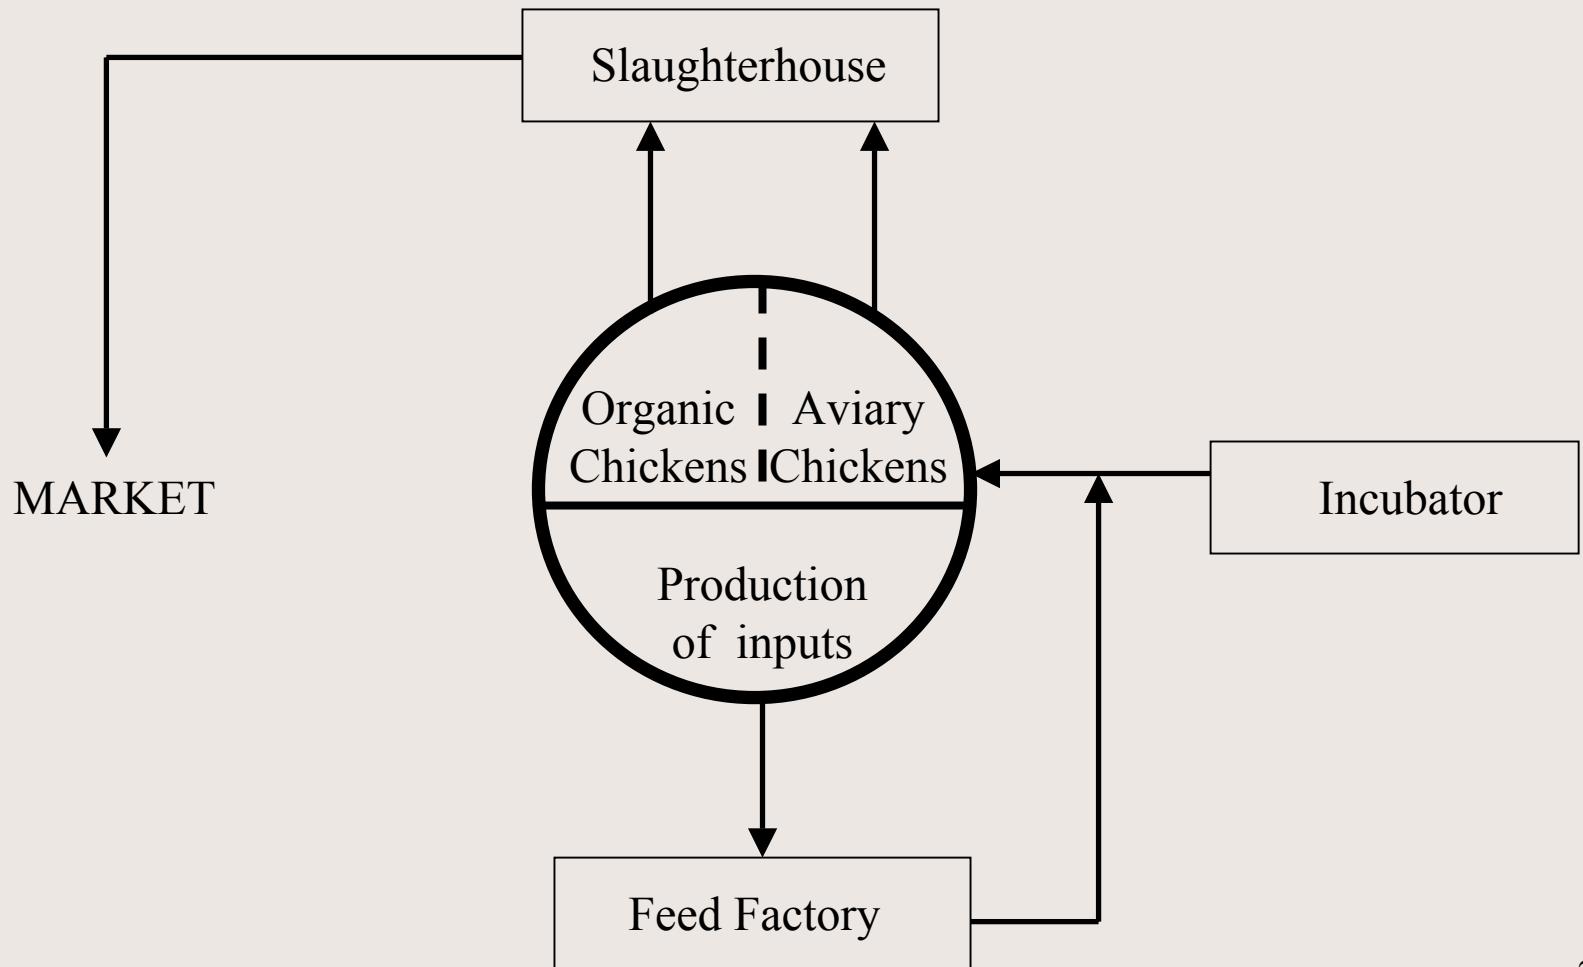 Slaughterhouse
Organic
Chickens
Aviary
Chickens
MARKET
Incubator
Production
of inputs
Feed Factory